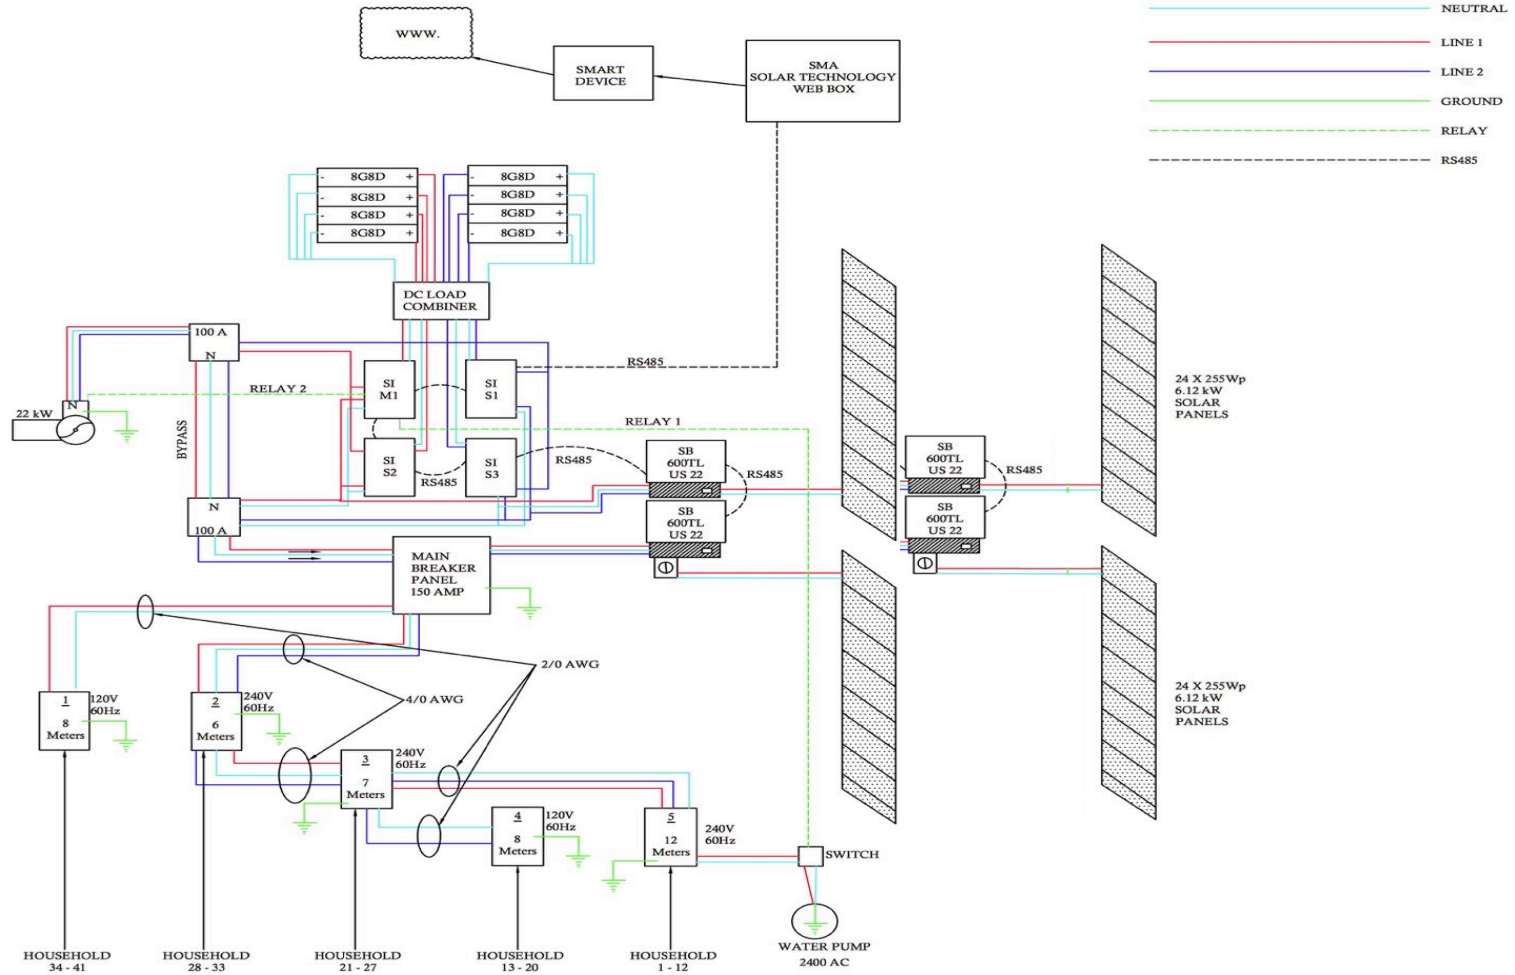 NEUTRAL
LINE 1
LINE 2
GROUND
RELAY
RS485
WWW.
SMART
DEVICE
SMA
SOLAR TECHNOLOGY
WEB BOX
- 8G8D +
- 8G8D +
- 8G8D +
- 8G8D +
- 8G8D +
- 8G8D +
- 8G8D +
- 8G8D +
DC LOAD
COMBINER
100 A
N
RS485
SI
M1
SI
S1
RELAY 2
N
22 kW
BYPASS
RELAY 1
SI
S2
SI
S3
RS485
RS485
SB
600TL
US 22
RS485
SB
600TL
US 22
SB
600TL
US 22
RS485
SB
600TL
US 22
24 X 255Wp
6.12 kW
SOLAR
PANELS
N
100 A
MAIN
BREAKER
PANEL
150 AMP
2/0 AWG
4/0 AWG
24 X 255Wp
6.12 kW
SOLAR
PANELS
1
8
Meters
120V
60Hz
2
6
Meters
240V
60Hz
3
7
Meters
240V
60Hz
4
8
Meters
120V
60Hz
5
12
Meters
240V
60Hz
SWITCH
WATER PUMP
2400 AC
HOUSEHOLD
34 - 41
HOUSEHOLD
28 - 33
HOUSEHOLD
21 - 27
HOUSEHOLD
13 - 20
HOUSEHOLD
1 - 12